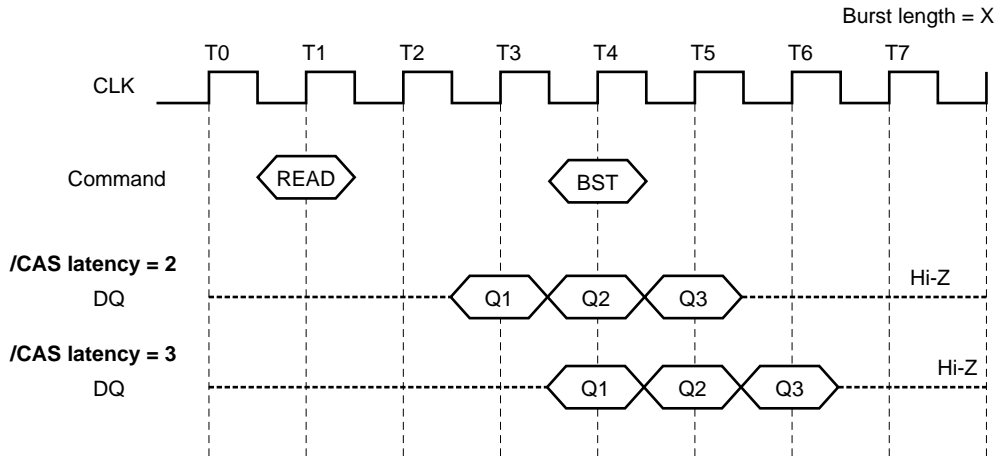 Burst length = X
T0 T1 T2 T3 T4 T5 T6 T7
CLK
Command READ BST
/CAS latency = 2
DQ Q1 Q2 Q3 Hi-Z
/CAS latency = 3
DQ Q1 Q2 Q3 Hi-Z